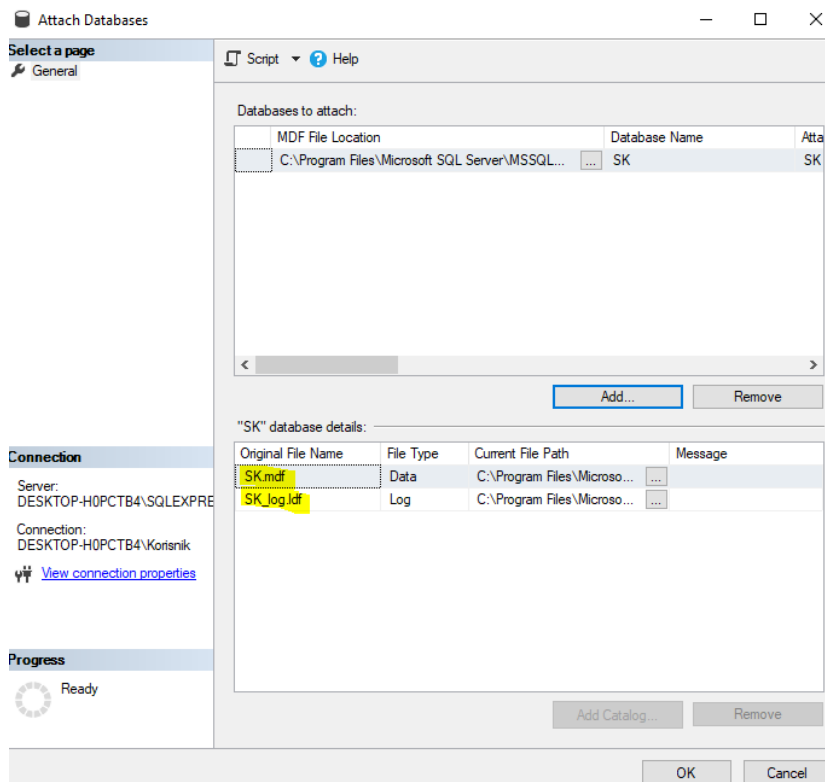 Attach Databases
Select a page
General
Script
Help
Databases to attach:
MDF File Location
Database Name
Atta
C:\Program Files\Microsoft SQL Server\MSSQL...
...
SK
SK
Add...
Remove
"SK" database details:
Original File Name
File Type
Current File Path
Message
SK.mdf
Data
C:\Program Files\Microso...
...
SK_log.ldf
Log
C:\Program Files\Microso...
...
Connection
Server:
DESKTOP-H0PCTB4\SQLEXPRE
Connection:
DESKTOP-H0PCTB4\Korisnik
View connection properties
Progress
Ready
Add Catalog...
Remove
OK
Cancel